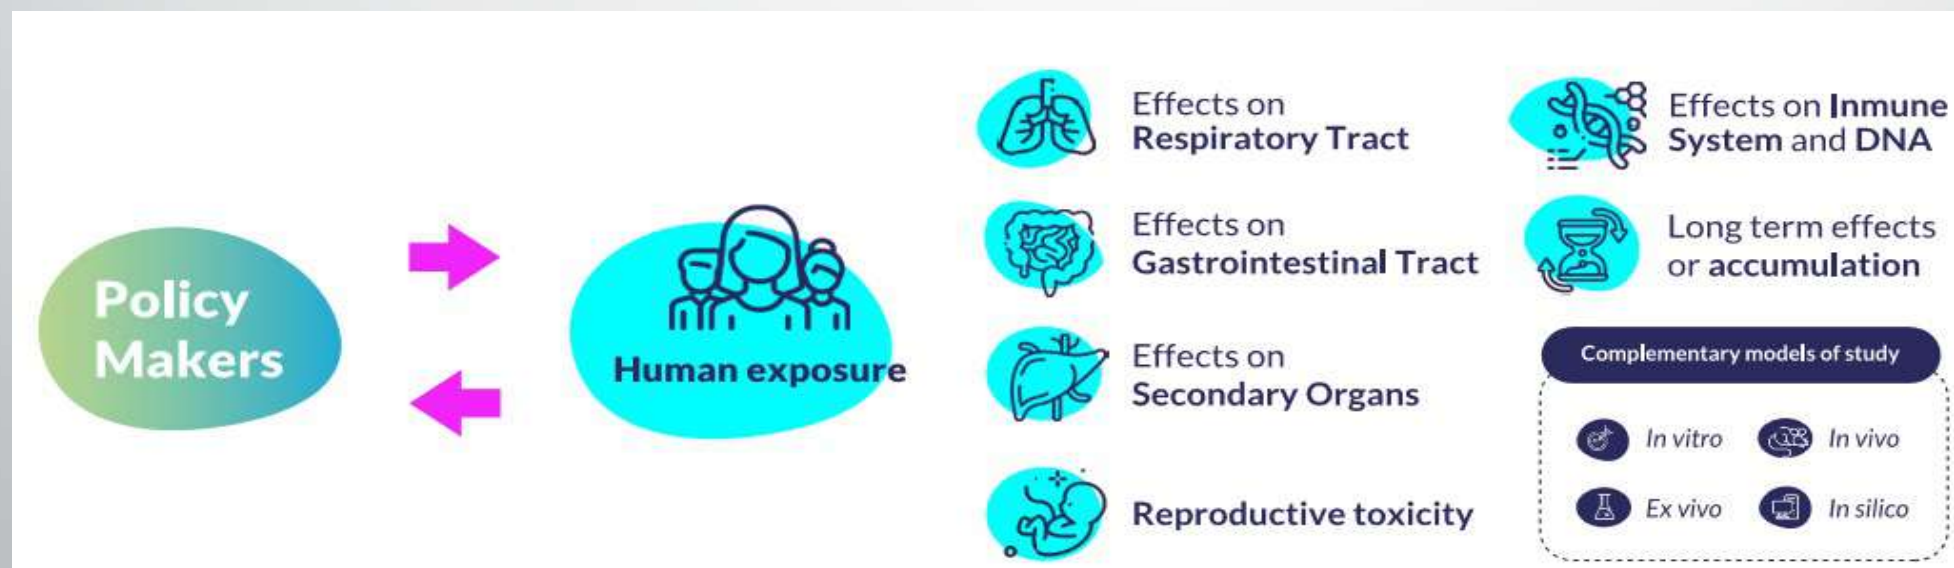 Policy
Makers
Human exposure
Effects on
Respiratory Tract
Effects on
Gastrointestinal Tract
Effects on
Secondary Organs
Reproductive toxicity
Effects on Inmune
System and DNA
Long term effects
or accumulation
Complementary models of study
In vitro
In vivo
Ex vivo
In silico